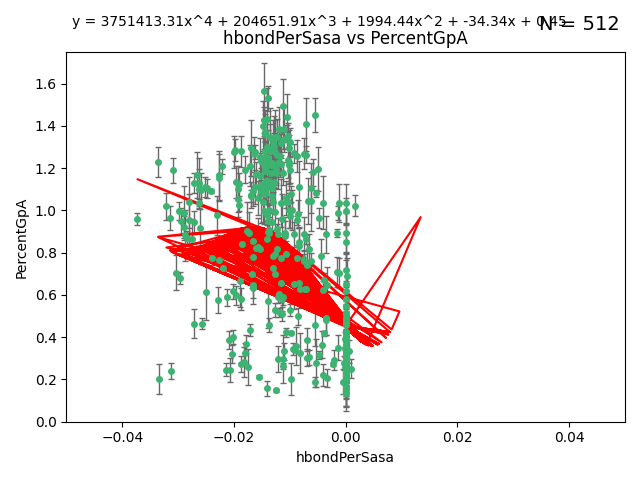 y = 3751413.31x^4 + 204651.91x^3 + 1994.44x^2 + -34.34x + 0.45
N = 512
hbondPerSasa vs PercentGpA
1.6
1.4
1.2
1.0
0.8
0.6
0.4
0.2
0.0
PercentGpA
−0.04 −0.02 0.00 0.02 0.04
hbondPerSasa